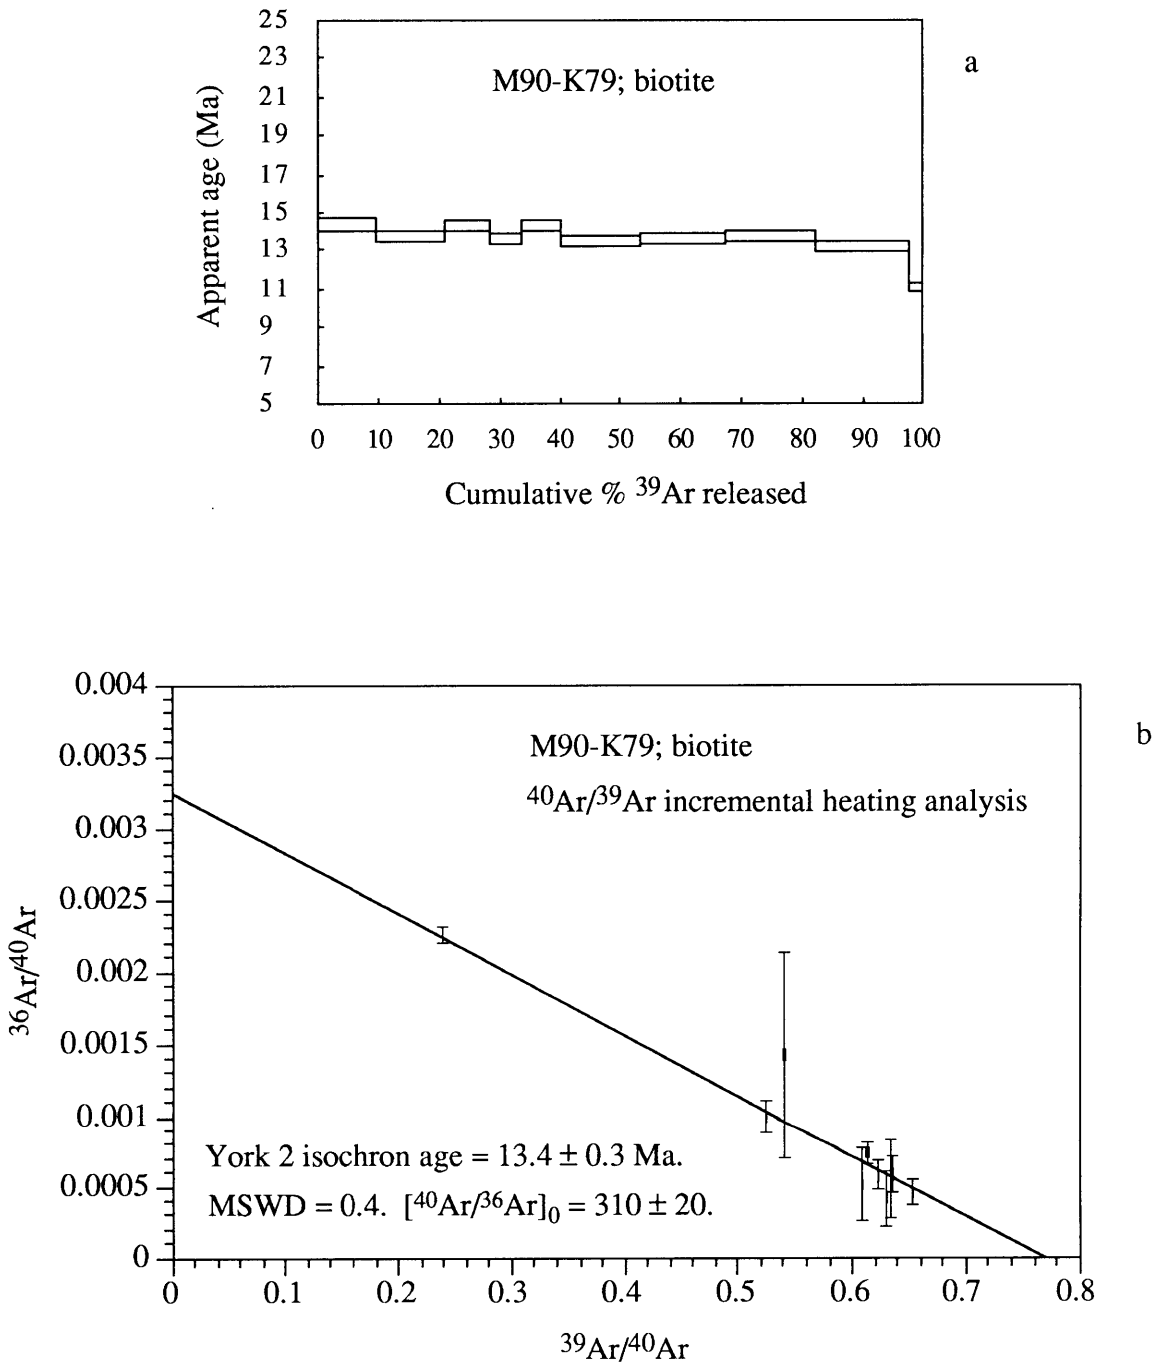 25
23
21
19
17
15
13
11
9
7
5
Apparent age (Ma)
M90-K79; biotite
a
0 10 20 30 40 50 60 70 80 90 100
Cumulative % ³⁹Ar released
0.004
0.0035
0.003
0.0025
0.002
0.0015
0.001
0.0005
0
³⁶Ar/⁴⁰Ar
M90-K79; biotite
b
⁴⁰Ar/³⁹Ar incremental heating analysis
York 2 isochron age = 13.4 ± 0.3 Ma.
MSWD = 0.4. [⁴⁰Ar/³⁶Ar]₀ = 310 ± 20.
0 0.1 0.2 0.3 0.4 0.5 0.6 0.7 0.8
³⁹Ar/⁴⁰Ar